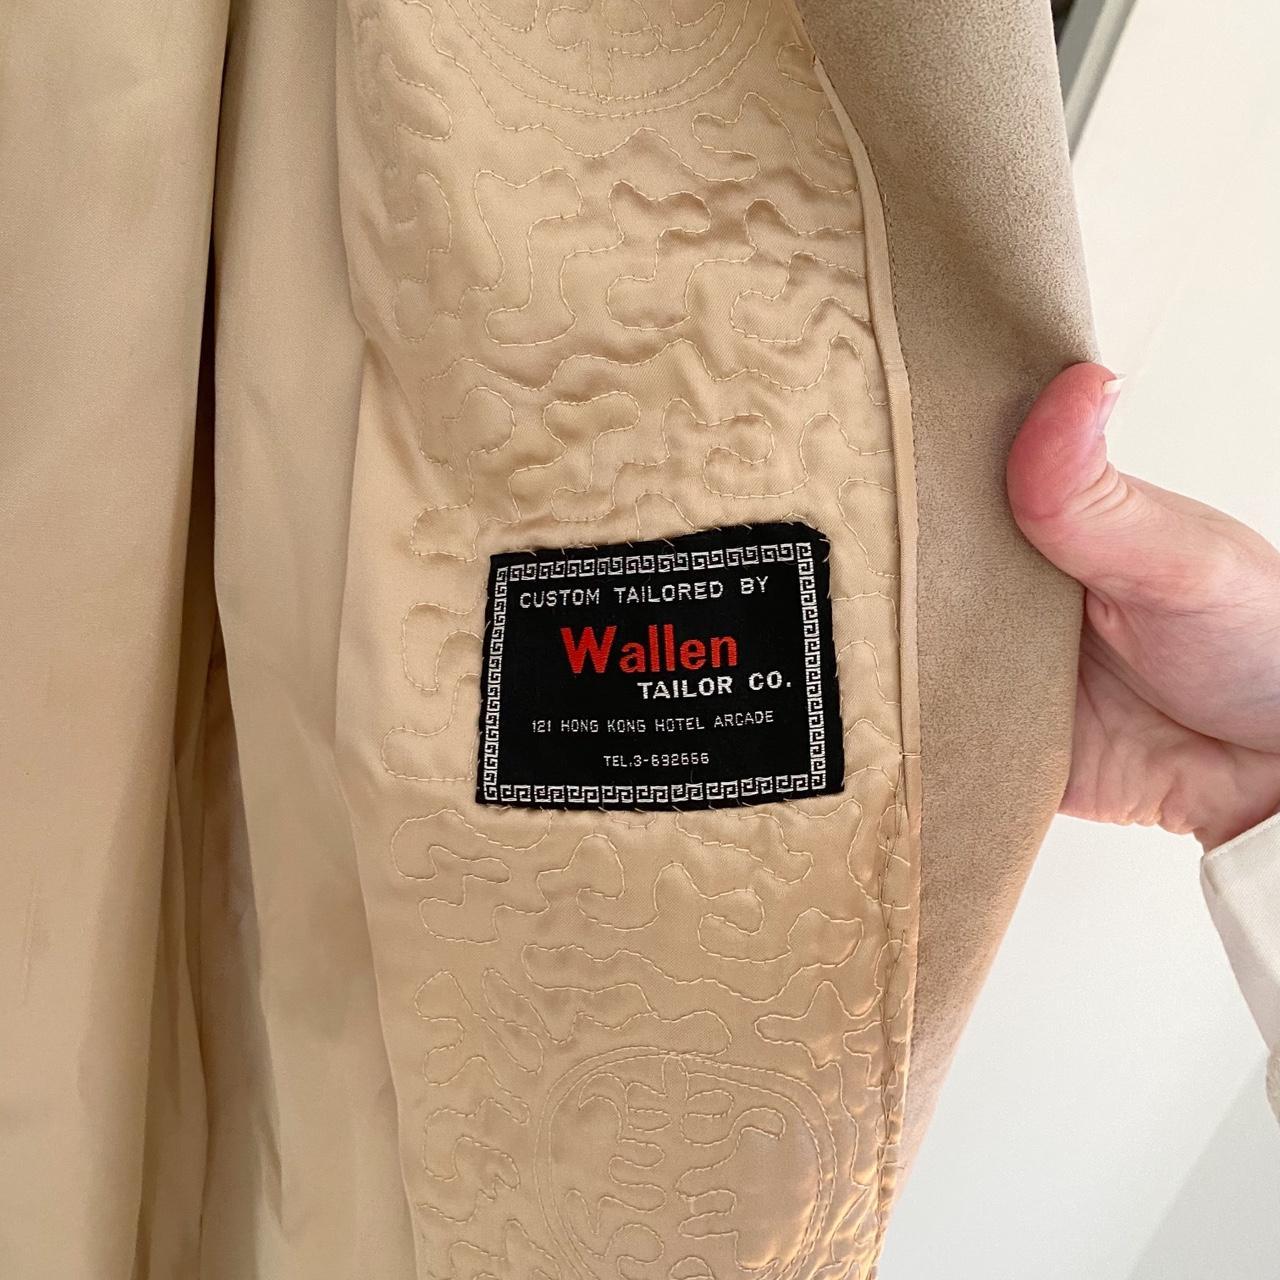 CUSTOM TAILORED BY
Wallen
TAILOR CO.
121 HONG KONG HOTEL ARCADE
TEL.3-692666